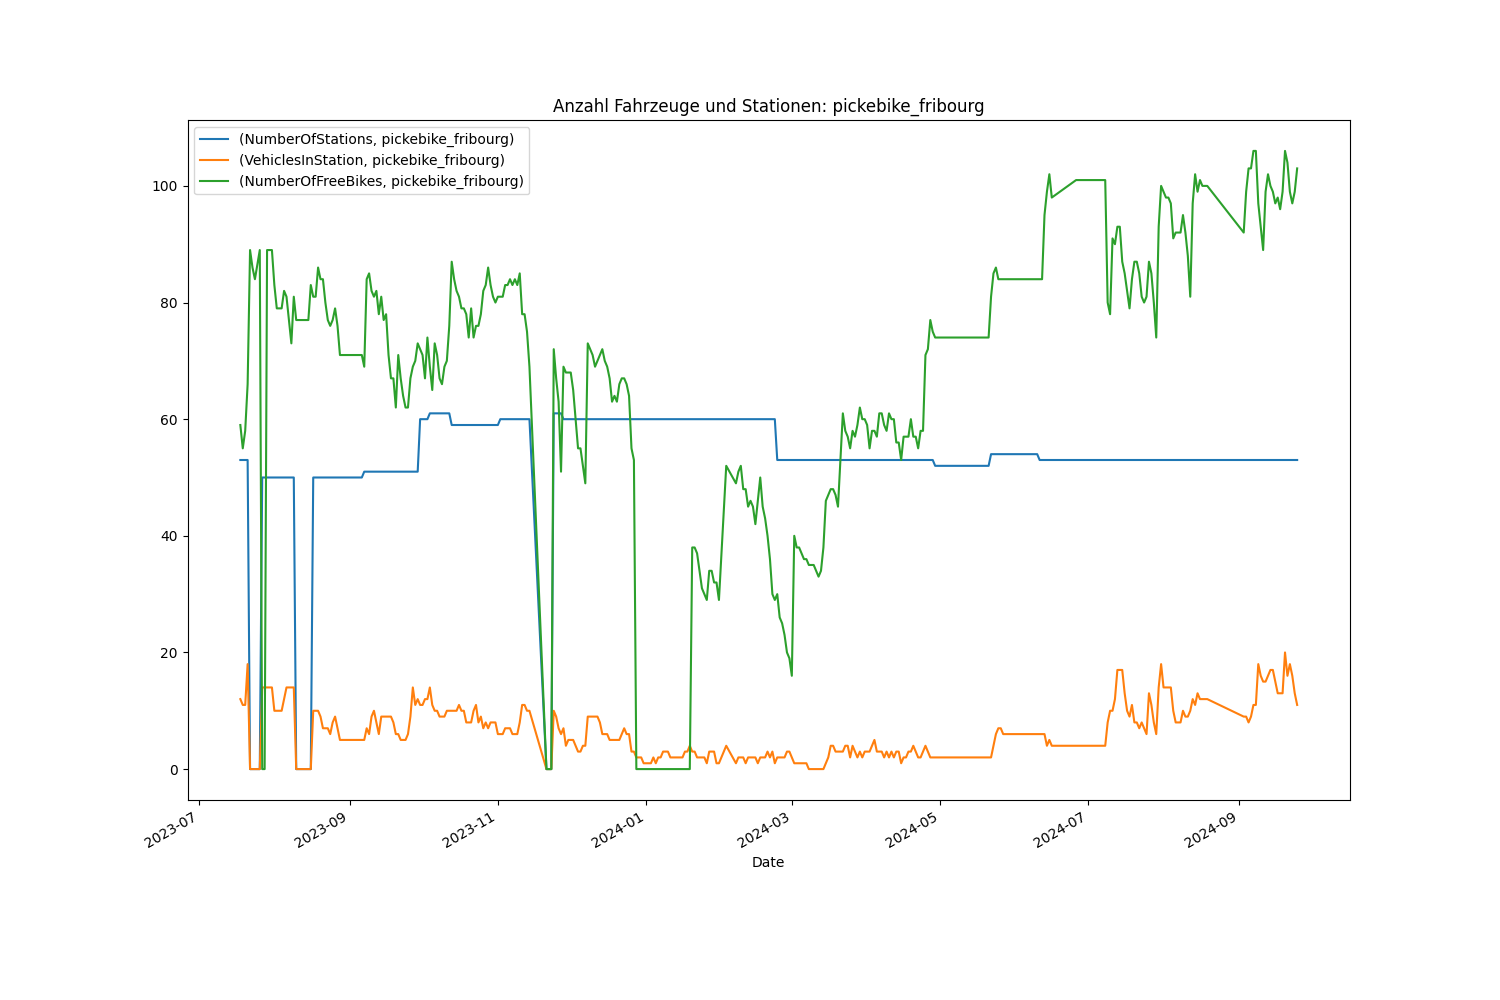 Anzahl Fahrzeuge und Stationen: pickebike_fribourg
(NumberOfStations, pickebike_fribourg)
(VehiclesInStation, pickebike_fribourg)
(NumberOfFreeBikes, pickebike_fribourg)
100
80
60
40
20
0
2023-07
2023-09
2023-11
2024-01
2024-03
2024-05
2024-07
2024-09
Date